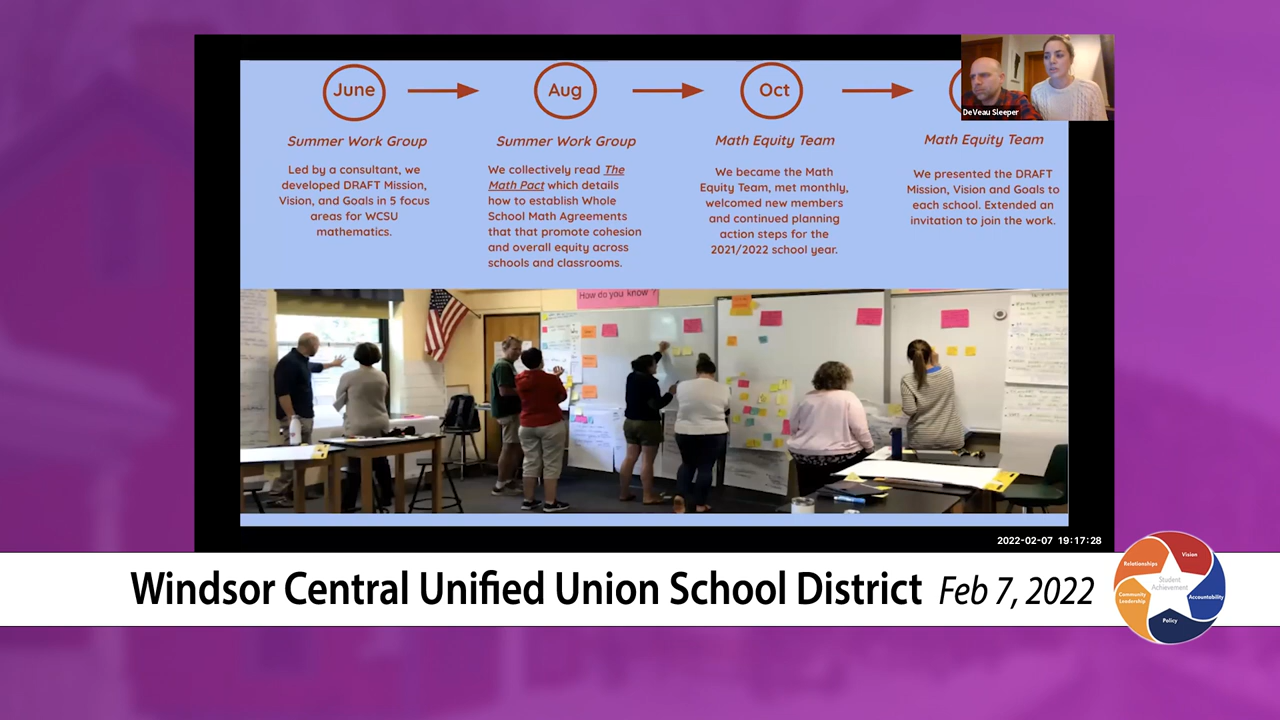 June
Aug
Oct
DeVeau Sleeper
Summer Work Group
Led by a consultant, we
developed DRAFT Mission,
Vision, and Goals in 5 focus
areas for WCSU
mathematics.
Summer Work Group
We collectively read The
Math Pact which details
how to establish Whole
School Math Agreements
that that promote cohesion
and overall equity across
schools and classrooms.
Math Equity Team
We became the Math
Equity Team, met monthly,
welcomed new members
and continued planning
action steps for the
2021/2022 school year.
Math Equity Team
We presented the DRAFT
Mission, Vision and Goals to
each school. Extended an
invitation to join the work.
How do you know?
2022-02-07 19:17:28
Windsor Central Unified Union School District Feb 7, 2022
Relationships
Vision
Student
Achievement
Community
Leadership
Accountability
Policy